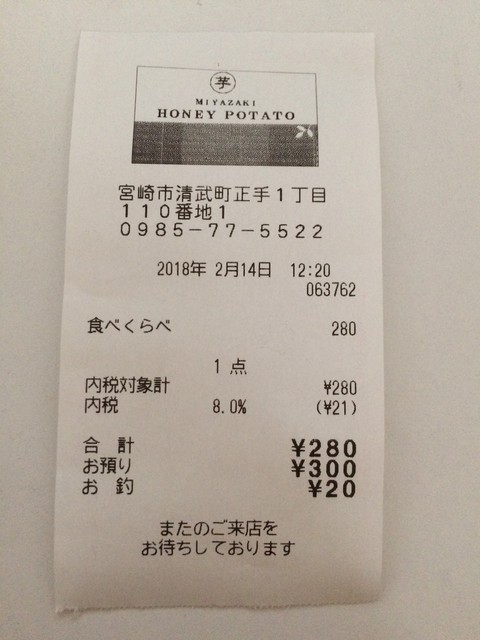 芋
MIYAZAKI
HONEY POTATO
宮崎市清武町正手1丁目
110番地1
0985-77-5522
2018年 2月14日 12:20
063762
食べくらべ 280
1点
内税対象計 ¥280
内税 8.0% (¥21)
合 計 ¥280
お預り ¥300
お 釣 ¥20
またのご来店を
お待ちしております